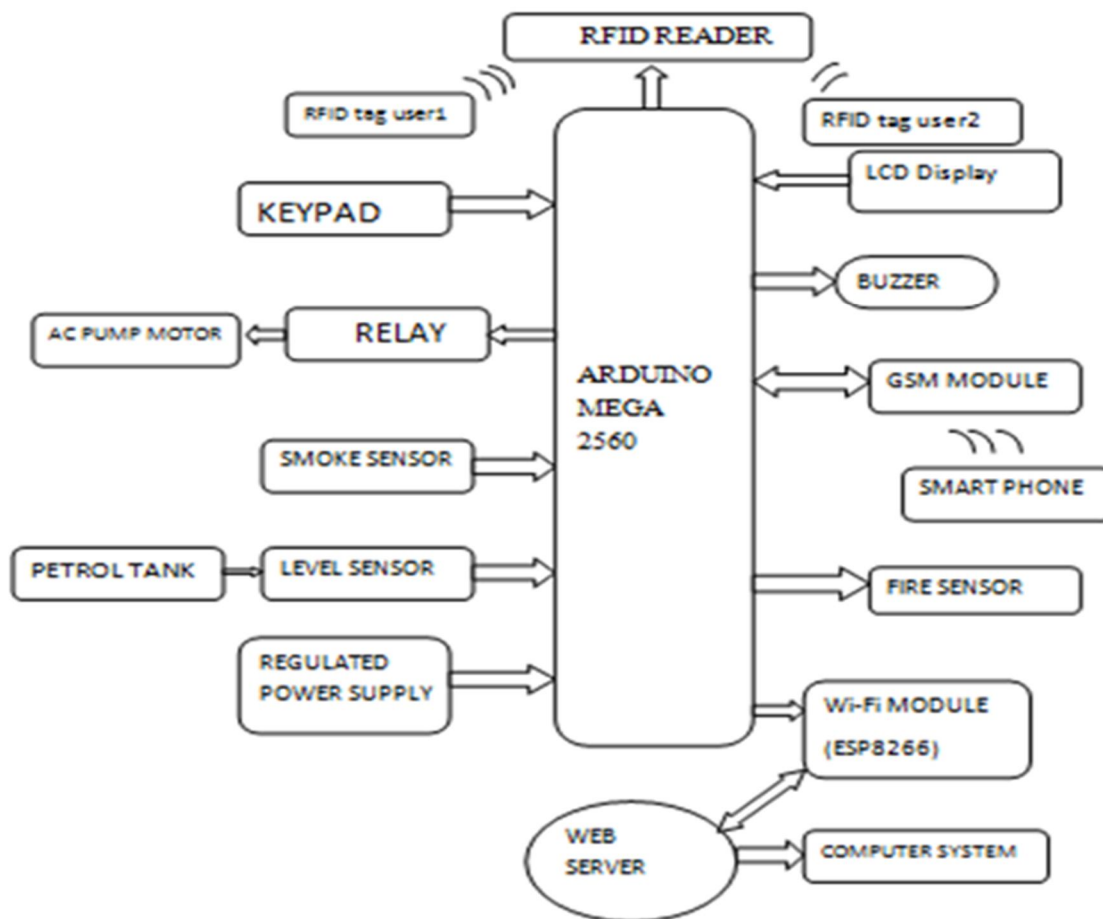 RFID READER
RFID tag user1
RFID tag user2
LCD Display
KEYPAD
BUZZER
AC PUMP MOTOR
RELAY
ARDUINO
MEGA
2560
GSM MODULE
SMOKE SENSOR
SMART PHONE
PETROL TANK
LEVEL SENSOR
FIRE SENSOR
REGULATED
POWER SUPPLY
Wi-Fi MODULE
(ESP8266)
WEB
SERVER
COMPUTER SYSTEM